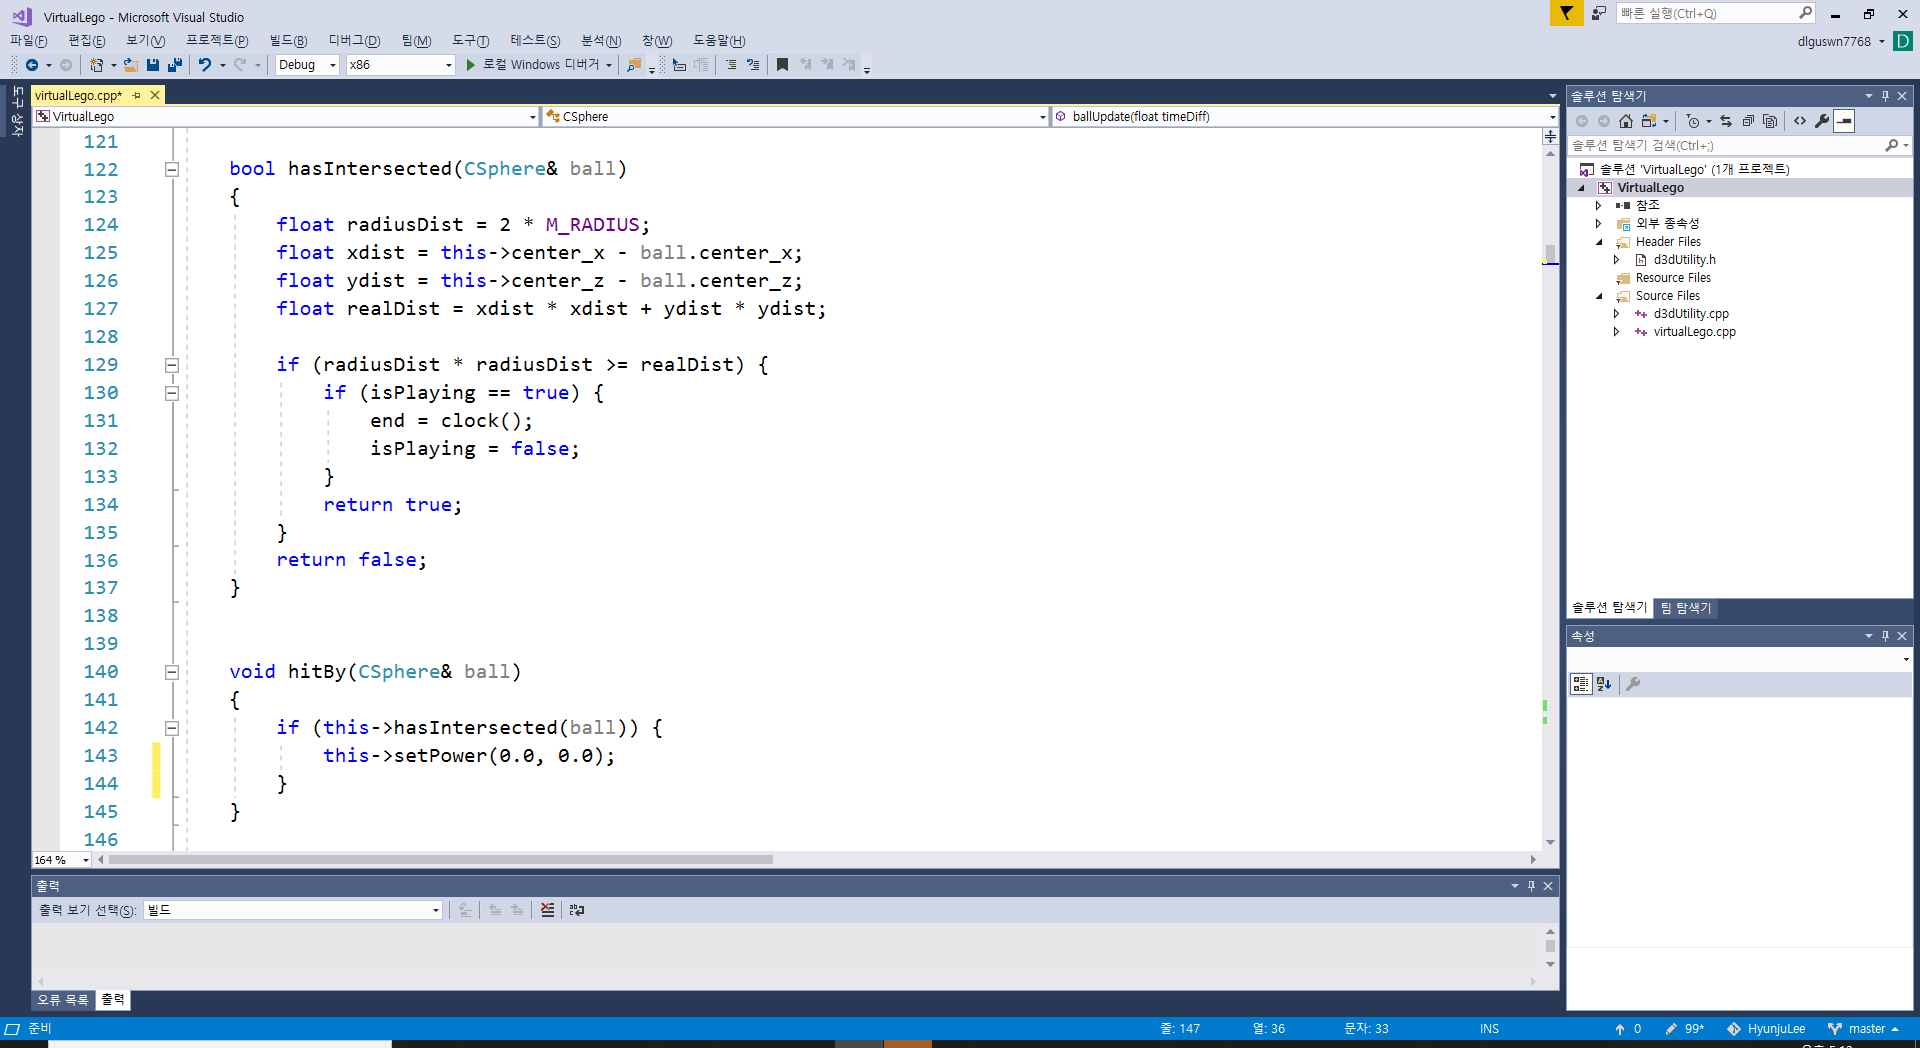 VirtualLego - Microsoft Visual Studio
빠른 실행(Ctrl+Q)
파일(F) 편집(E) 보기(V) 프로젝트(P) 빌드(B) 디버그(D) 팀(M) 도구(T) 테스트(S) 분석(N) 창(W) 도움말(H)
dlguswn7768 D
Debug x86 로컬 Windows 디버거
도구 상자
virtualLego.cpp*
VirtualLego CSphere ballUpdate(float timeDiff)
121
122 bool hasIntersected(CSphere& ball)
123 {
124 float radiusDist = 2 * M_RADIUS;
125 float xdist = this->center_x - ball.center_x;
126 float ydist = this->center_z - ball.center_z;
127 float realDist = xdist * xdist + ydist * ydist;
128
129 if (radiusDist * radiusDist >= realDist) {
130 if (isPlaying == true) {
131 end = clock();
132 isPlaying = false;
133 }
134 return true;
135 }
136 return false;
137 }
138
139
140 void hitBy(CSphere& ball)
141 {
142 if (this->hasIntersected(ball)) {
143 this->setPower(0.0, 0.0);
144 }
145 }
146
164 %
출력
출력 보기 선택(S): 빌드
오류 목록 출력
솔루션 탐색기
솔루션 탐색기 검색(Ctrl+;)
솔루션 'VirtualLego' (1개 프로젝트)
VirtualLego
참조
외부 종속성
Header Files
d3dUtility.h
Resource Files
Source Files
d3dUtility.cpp
virtualLego.cpp
솔루션 탐색기 팀 탐색기
속성
준비 줄: 147 열: 36 문자: 33 INS 0 99* HyunjuLee master